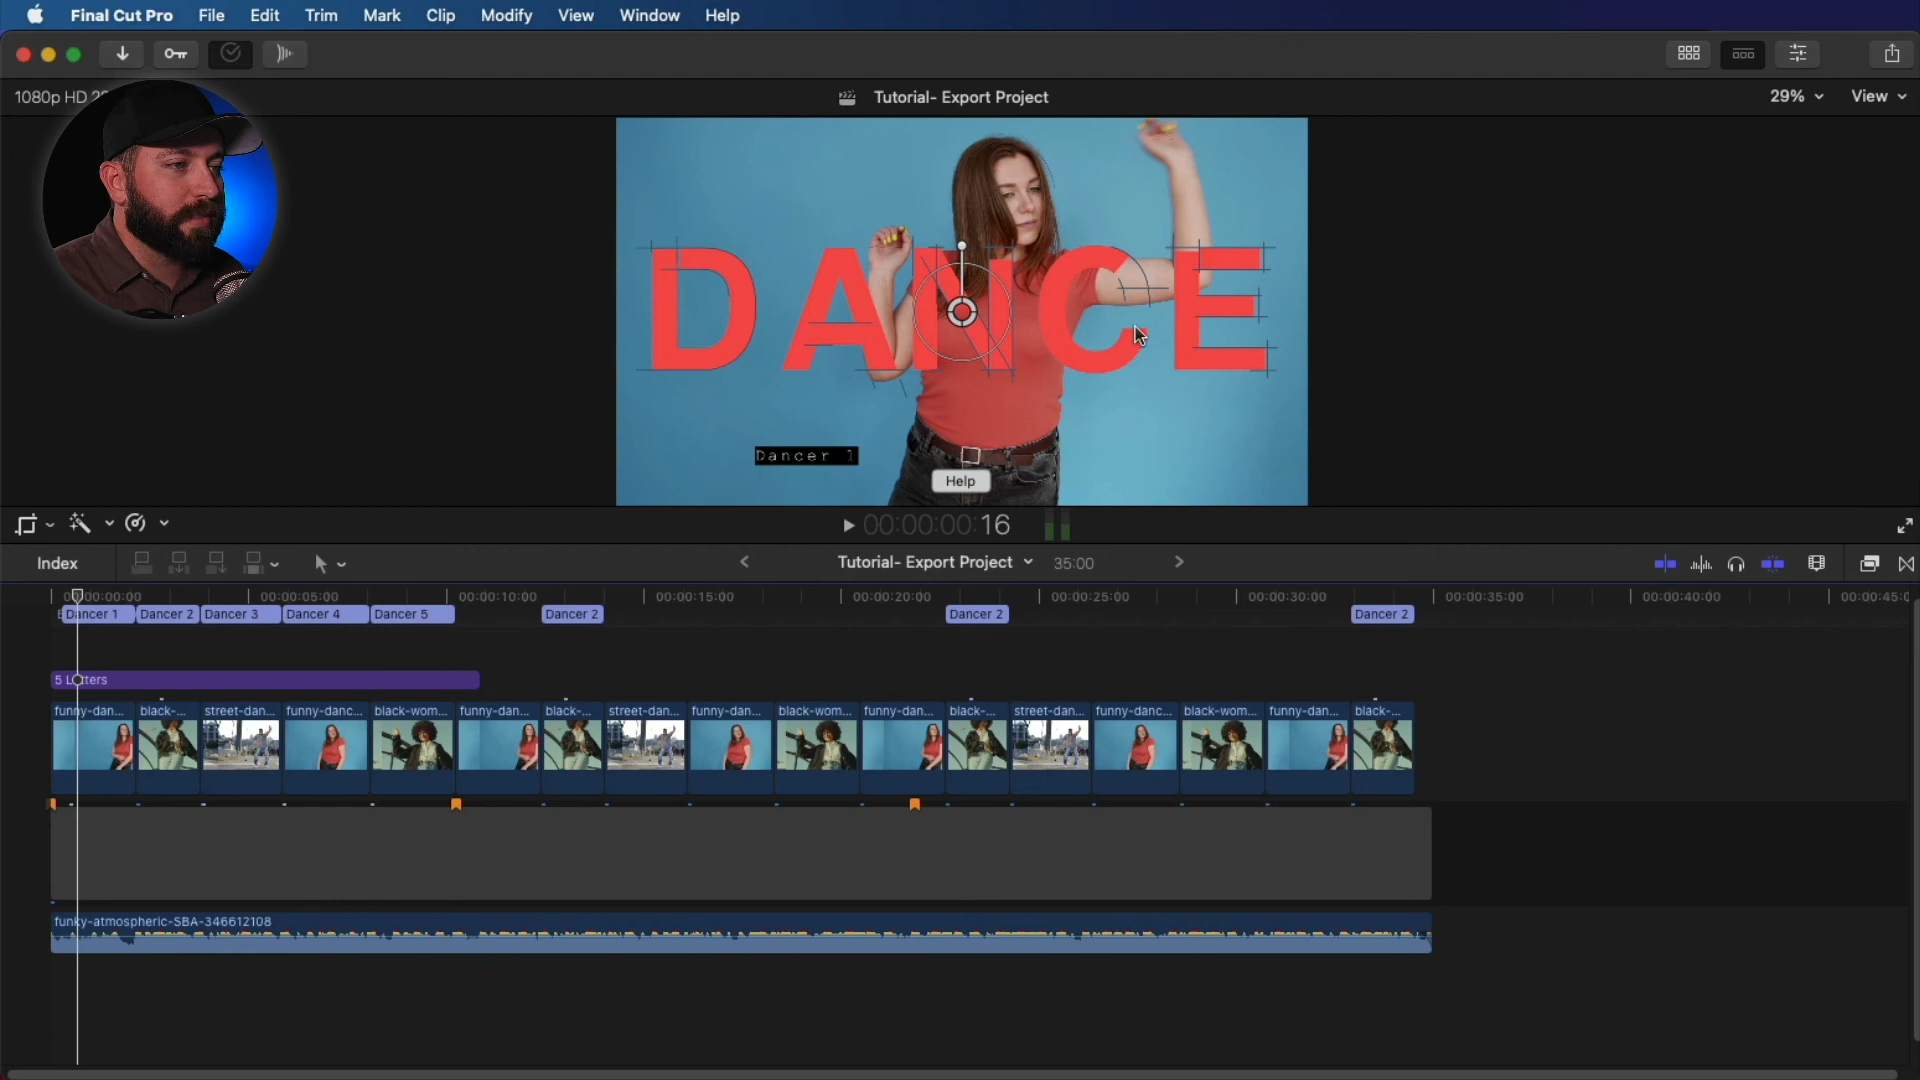 Final Cut Pro File Edit Trim Mark Clip Modify View Window Help
1080p HD
Tutorial- Export Project
29% View
DANCE
Dancer 1
Help
00:00:00:16
Index
Tutorial- Export Project 35:00
00:00:00 00:00:05:00 00:00:10:00 00:00:15:00 00:00:20:00 00:00:25:00 00:00:30:00 00:00:35:00 00:00:40:00
Dancer 1 Dancer 2 Dancer 3 Dancer 4 Dancer 5 Dancer 2 Dancer 2 Dancer 2
5 Letters
funny-dan... black-... street-dan... funny-danc... black-wom... funny-dan... black-... street-dan... funny-dan... black-wom... funny-dan... black-... street-dan... funny-danc... black-wom... funny-dan... black-...
funky-atmospheric-SBA-346612108